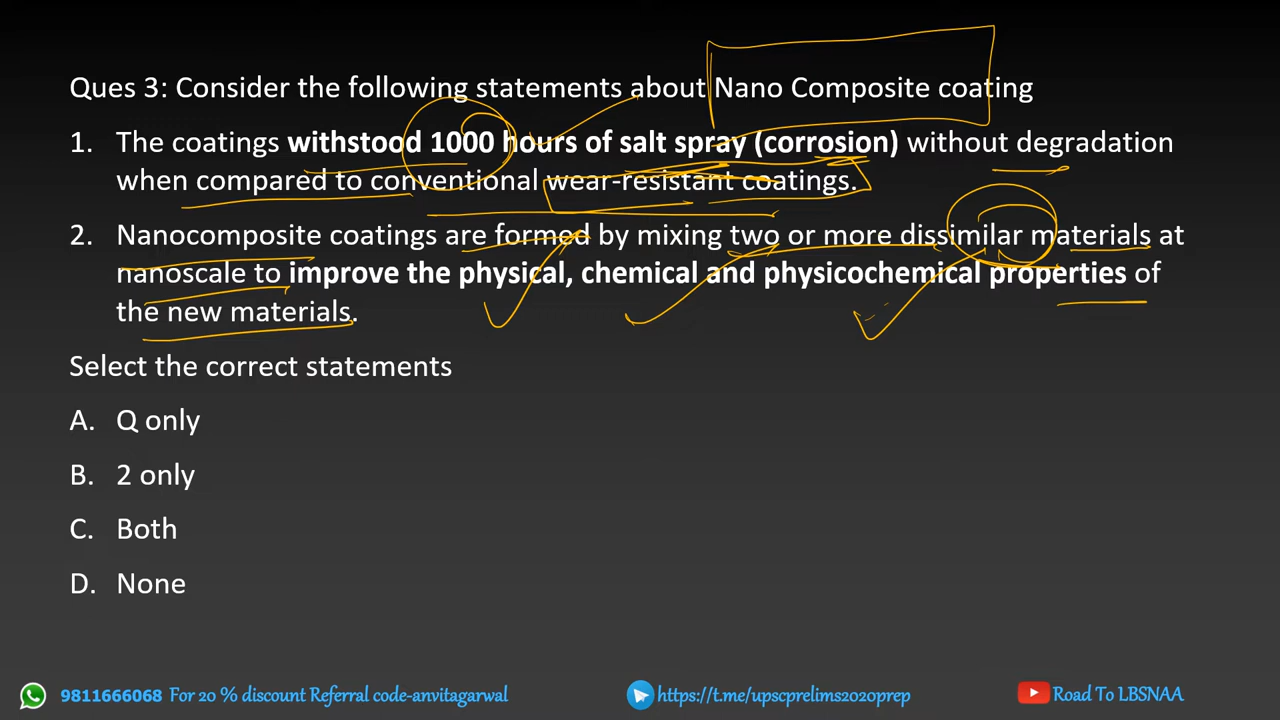 Ques 3: Consider the following statements about Nano Composite coating
1. The coatings withstood 1000 hours of salt spray (corrosion) without degradation
when compared to conventional wear-resistant coatings.
2. Nanocomposite coatings are formed by mixing two or more dissimilar materials at
nanoscale to improve the physical, chemical and physicochemical properties of
the new materials.
Select the correct statements
A. Q only
B. 2 only
C. Both
D. None
9811666068 For 20 % discount Referral code-anvitagarwal https://t.me/upscprelims2020prep Road To LBSNAA